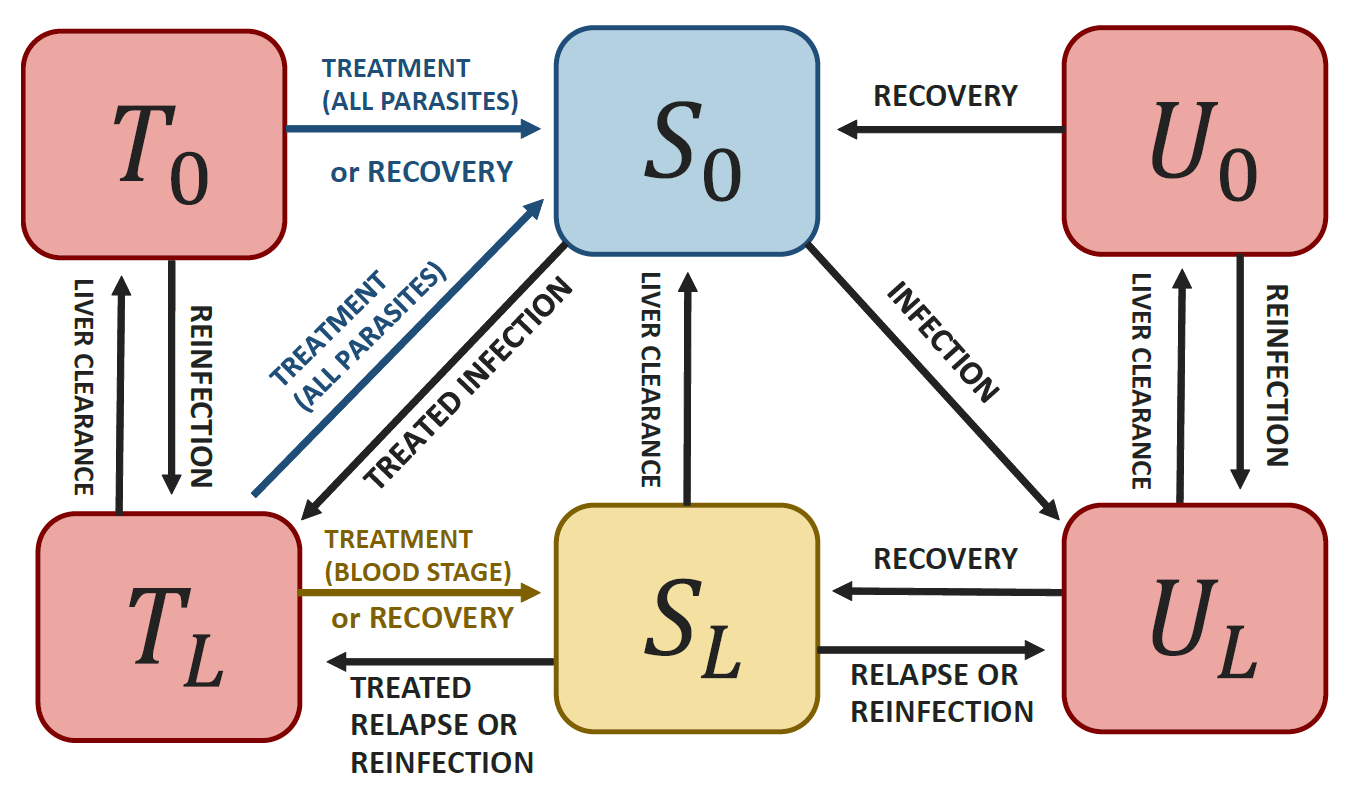 T0
TREATMENT
(ALL PARASITES)
or RECOVERY
S0
RECOVERY
U0
LIVER CLEARANCE
REINFECTION
TREATMENT
(ALL PARASITES)
TREATED INFECTION
LIVER CLEARANCE
INFECTION
LIVER CLEARANCE
REINFECTION
TL
TREATMENT
(BLOOD STAGE)
or RECOVERY
TREATED
RELAPSE OR
REINFECTION
SL
RECOVERY
RELAPSE OR
REINFECTION
UL